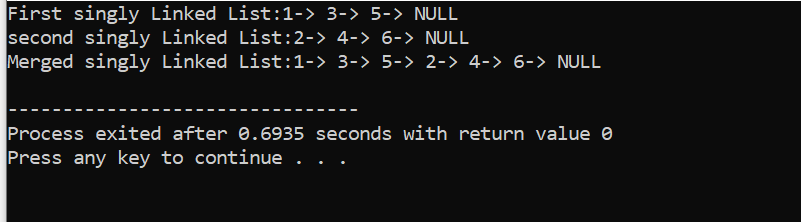 First singly Linked List:1-> 3-> 5-> NULL
second singly Linked List:2-> 4-> 6-> NULL
Merged singly Linked List:1-> 3-> 5-> 2-> 4-> 6-> NULL
--------------------------------
Process exited after 0.6935 seconds with return value 0
Press any key to continue . . .